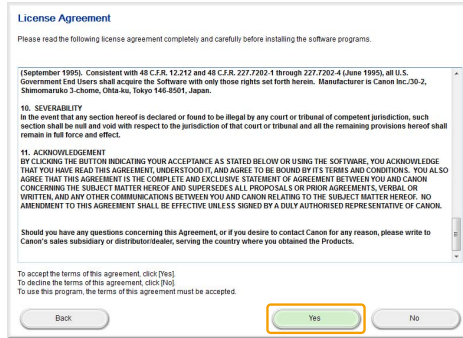 License Agreement
Please read the following license agreement completely and carefully before installing the software programs.
(September 1995). Consistent with 48 C.F.R. 12.212 and 48 C.F.R. 227.7202-1 through 227.7202-4 (June 1995), all U.S.
Government End Users shall acquire the Software with only those rights set forth herein. Manufacturer is Canon Inc./30-2,
Shimomaruko 3-chome, Ohta-ku, Tokyo 146-8501, Japan.
10. SEVERABILITY
In the event that any section hereof is declared or found to be illegal by any court or tribunal of competent jurisdiction, such
section shall be null and void with respect to the jurisdiction of that court or tribunal and all the remaining provisions hereof shall
remain in full force and effect.
11. ACKNOWLEDGEMENT
BY CLICKING THE BUTTON INDICATING YOUR ACCEPTANCE AS STATED BELOW OR USING THE SOFTWARE, YOU ACKNOWLEDGE
THAT YOU HAVE READ THIS AGREEMENT, UNDERSTOOD IT, AND AGREE TO BE BOUND BY ITS TERMS AND CONDITIONS. YOU ALSO
AGREE THAT THIS AGREEMENT IS THE COMPLETE AND EXCLUSIVE STATEMENT OF AGREEMENT BETWEEN YOU AND CANON
CONCERNING THE SUBJECT MATTER HEREOF AND SUPERSEDES ALL PROPOSALS OR PRIOR AGREEMENTS, VERBAL OR
WRITTEN, AND ANY OTHER COMMUNICATIONS BETWEEN YOU AND CANON RELATING TO THE SUBJECT MATTER HEREOF. NO
AMENDMENT TO THIS AGREEMENT SHALL BE EFFECTIVE UNLESS SIGNED BY A DULY AUTHORISED REPRESENTATIVE OF CANON.
Should you have any questions concerning this Agreement, or if you desire to contact Canon for any reason, please write to
Canon's sales subsidiary or distributor/dealer, serving the country where you obtained the Products.
To accept the terms of this agreement, click [Yes].
To decline the terms of this agreement, click [No].
To use this program, the terms of this agreement must be accepted.
Back
Yes
No